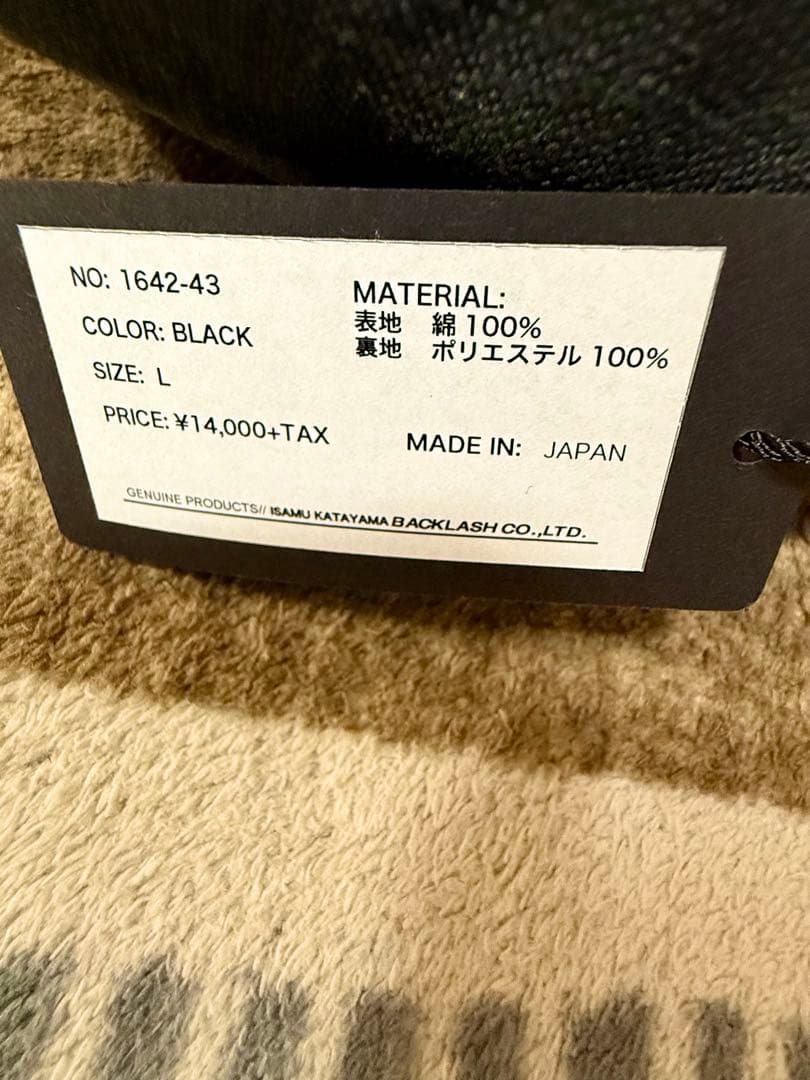 NO: 1642-43
COLOR: BLACK
SIZE: L
PRICE: ¥14,000+TAX
MATERIAL:
表地 綿 100%
裏地 ポリエステル 100%
MADE IN: JAPAN
GENUINE PRODUCTS// ISAMU KATAYAMA BACKLASH CO.,LTD.